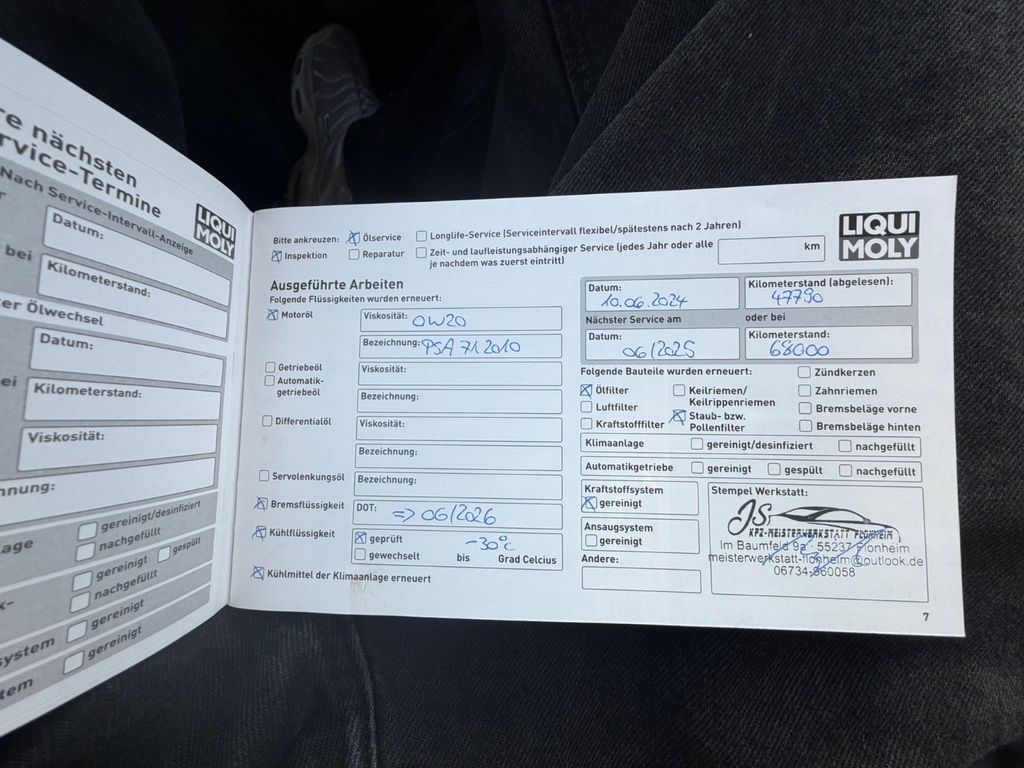 re nächsten
rvice-Termine
LIQUI
MOLY
Nach Service-Intervall-Anzeige
Datum:
bei
Kilometerstand:
er Ölwechsel
Datum:
ei
Kilometerstand:
Viskosität:
nung:
gereinigt/desinfiziert
age
nachgefüllt
gespült
gereinigt
k-
nachgefüllt
gereinigt
system
gereinigt
tem
Bitte ankreuzen:
Ölservice
Longlife-Service (Serviceintervall flexibel/spätestens nach 2 Jahren)
Inspektion
Reparatur
Zeit- und laufleistungsabhängiger Service (jedes Jahr oder alle
je nachdem was zuerst eintritt)
km
LIQUI
MOLY
Ausgeführte Arbeiten
Folgende Flüssigkeiten wurden erneuert:
Motoröl
Viskosität: 0W20
Bezeichnung: PSA 71 2010
Getriebeöl
Viskosität:
Automatik-
getriebeöl
Bezeichnung:
Differentialöl
Viskosität:
Bezeichnung:
Servolenkungsöl
Bezeichnung:
Bremsflüssigkeit
DOT: => 06/2026
Kühlflüssigkeit
geprüft
gewechselt
bis
-30°C
Grad Celcius
Kühlmittel der Klimaanlage erneuert
Datum:
10.06.2024
Kilometerstand (abgelesen):
47790
Nächster Service am
oder bei
Datum:
06/2025
Kilometerstand:
68000
Folgende Bauteile wurden erneuert:
Zündkerzen
Ölfilter
Keilriemen/
Keilrippenriemen
Zahnriemen
Luftfilter
Staub- bzw.
Pollenfilter
Bremsbeläge vorne
Kraftstofffilter
Bremsbeläge hinten
Klimaanlage
gereinigt/desinfiziert
nachgefüllt
Automatikgetriebe
gereinigt
gespült
nachgefüllt
Kraftstoffsystem
gereinigt
Ansaugsystem
gereinigt
Andere:
Stempel Werkstatt:
JS
KFZ-MEISTERWERKSTATT FLONHEIM
Im Baumfeld 9a · 55237 Flonheim
meisterwerkstatt-flonheim@outlook.de
06734-960058
7